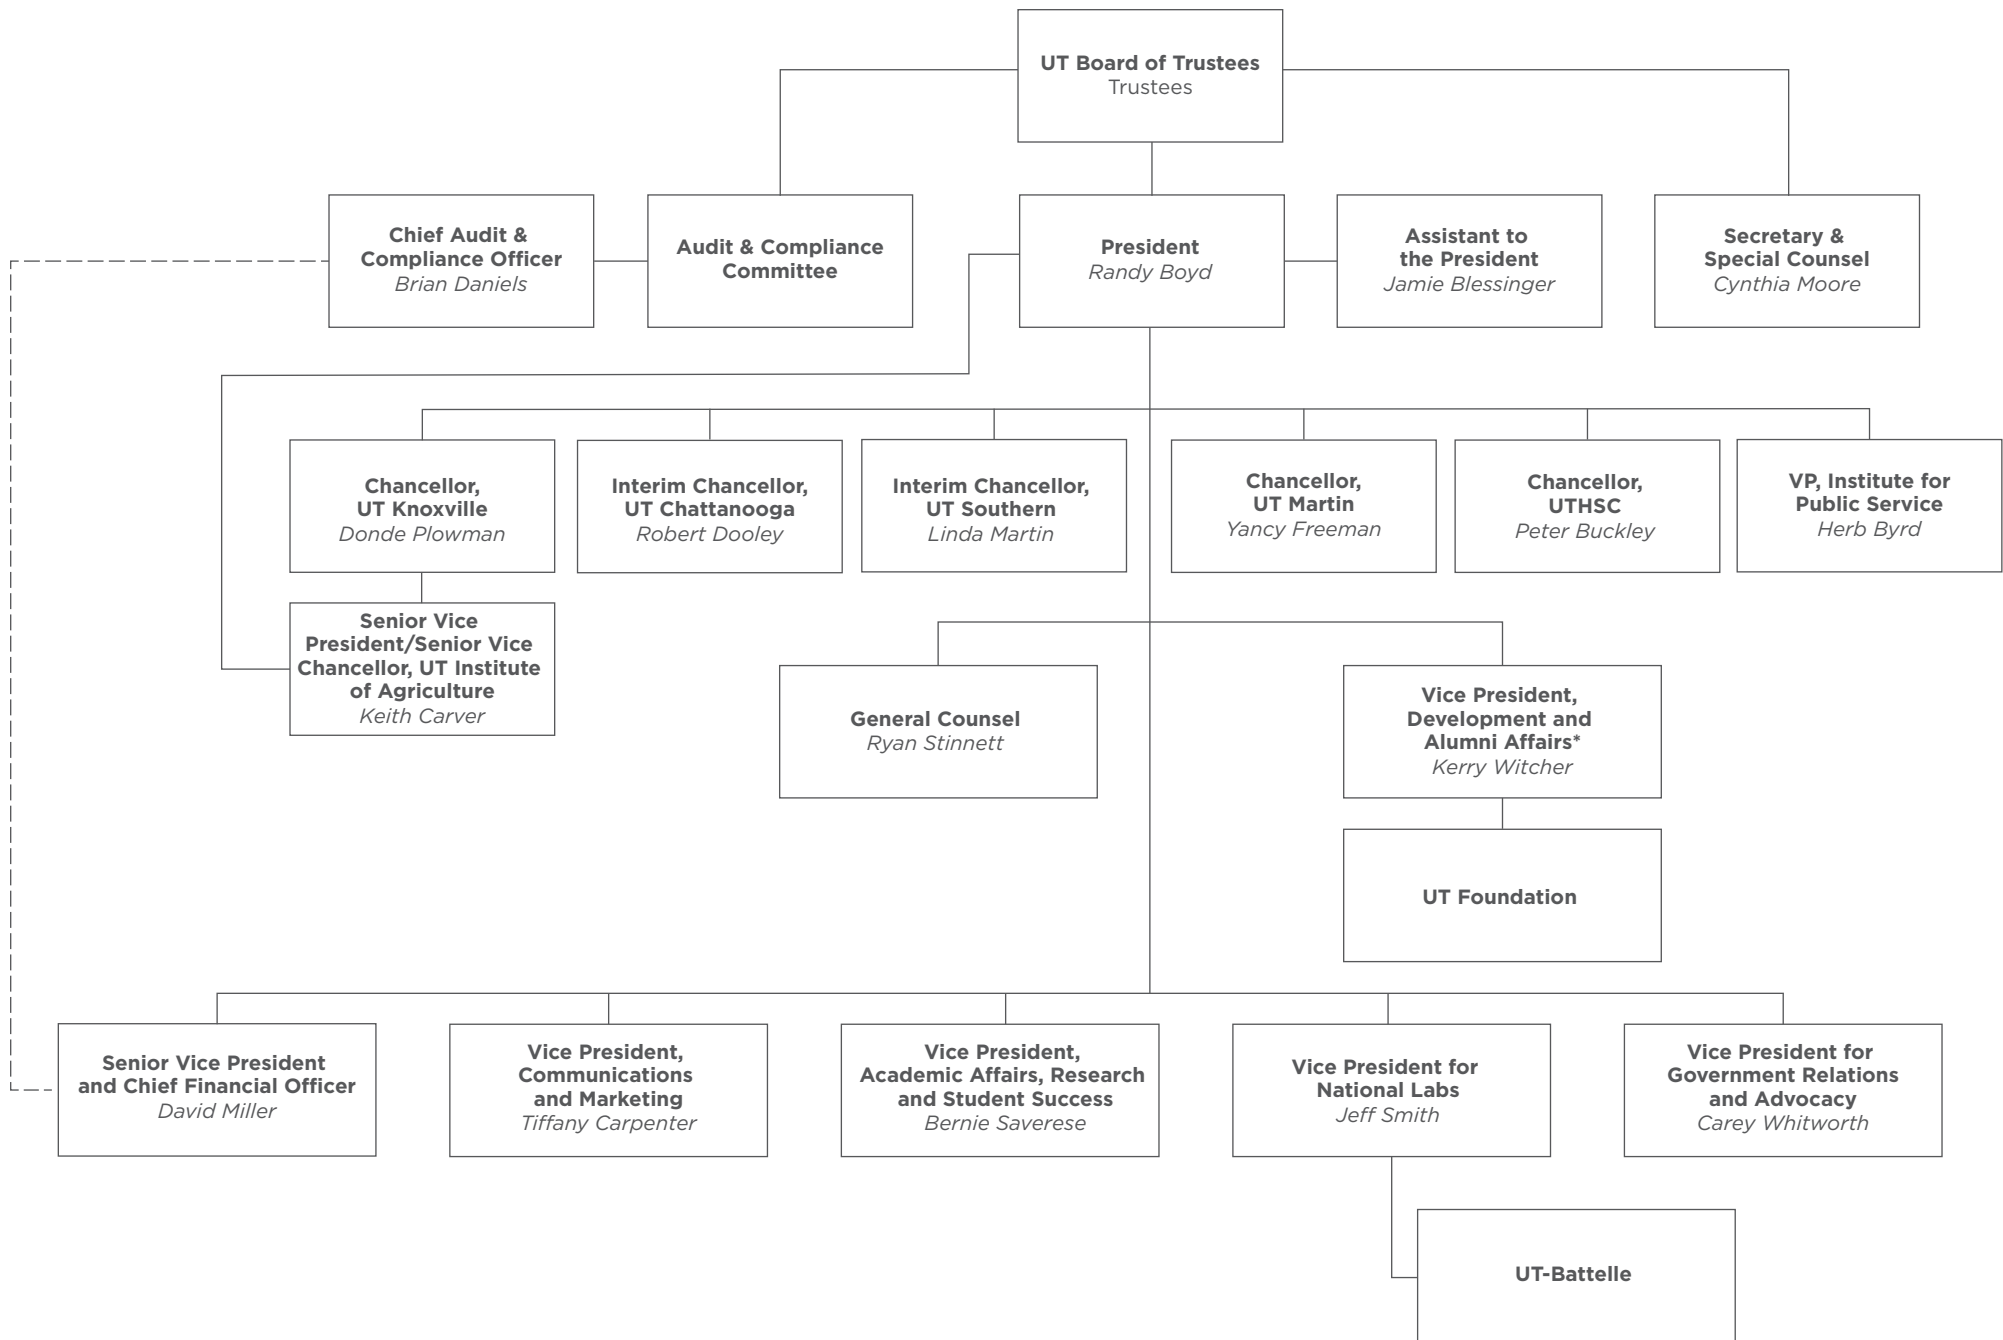 UT Board of Trustees
Trustees
Chief Audit &
Compliance Officer
Brian Daniels
Audit & Compliance
Committee
President
Randy Boyd
Assistant to
the President
Jamie Blessinger
Secretary &
Special Counsel
Cynthia Moore
Chancellor,
UT Knoxville
Donde Plowman
Interim Chancellor,
UT Chattanooga
Robert Dooley
Interim Chancellor,
UT Southern
Linda Martin
Chancellor,
UT Martin
Yancy Freeman
Chancellor,
UTHSC
Peter Buckley
VP, Institute for
Public Service
Herb Byrd
Senior Vice
President/Senior Vice
Chancellor, UT Institute
of Agriculture
Keith Carver
General Counsel
Ryan Stinnett
Vice President,
Development and
Alumni Affairs*
Kerry Witcher
UT Foundation
Senior Vice President
and Chief Financial Officer
David Miller
Vice President,
Communications
and Marketing
Tiffany Carpenter
Vice President,
Academic Affairs, Research
and Student Success
Bernie Saverese
Vice President for
National Labs
Jeff Smith
Vice President for
Government Relations
and Advocacy
Carey Whitworth
UT-Battelle